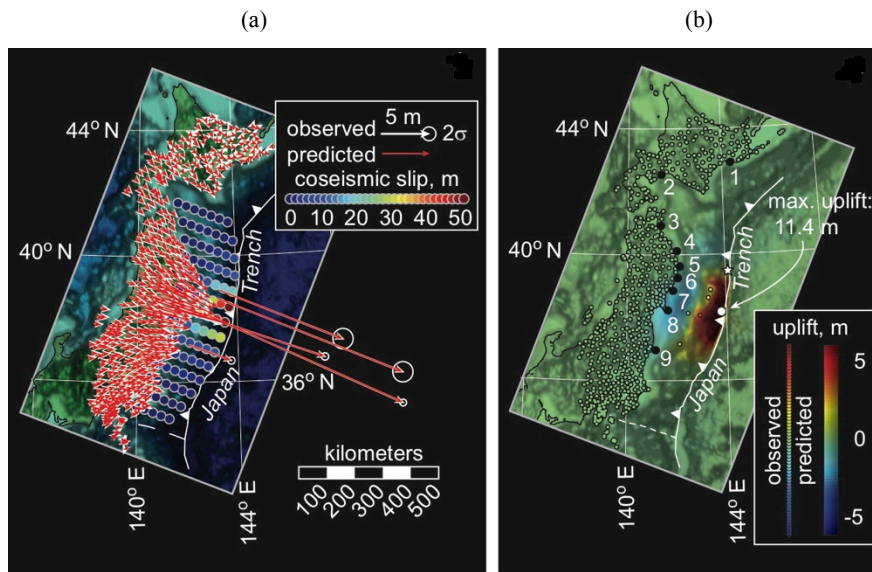 (a)
(b)
44° N
5 m
observed
2σ
predicted
coseismic slip, m
0 10 20 30 40 50
40° N
Trench
Japan
36° N
kilometers
100
200
300
400
500
140° E
144° E
44° N
1
2
max. uplift:
11.4 m
3
40° N
4
5
6
7
8
9
Trench
Japan
uplift, m
5
0
-5
observed
predicted
140° E
144° E